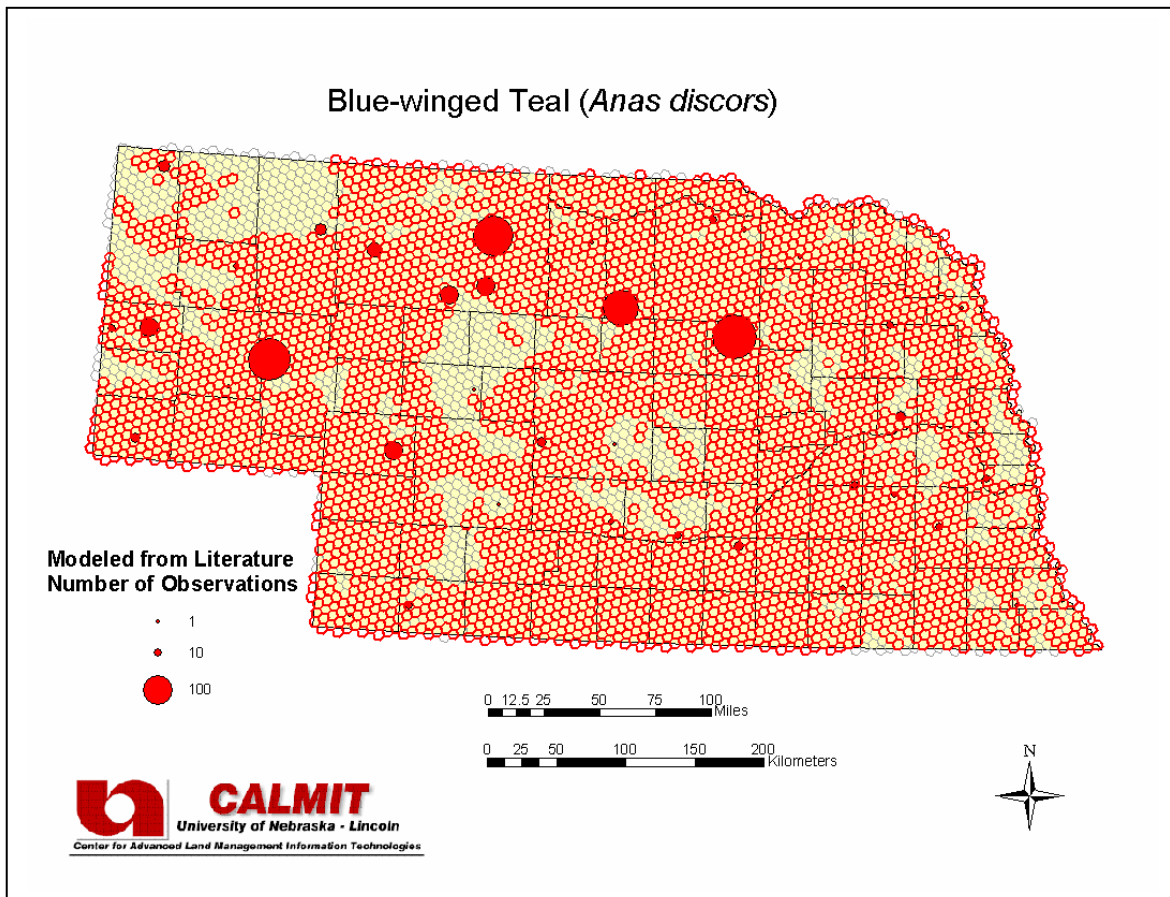 Blue-winged Teal (Anas discors)
Modeled from Literature
Number of Observations
1
10
100
0 12.5 25 50 75 100
Miles
0 25 50 100 150 200
Kilometers
N
CALMIT
University of Nebraska - Lincoln
Center for Advanced Land Management Information Technologies